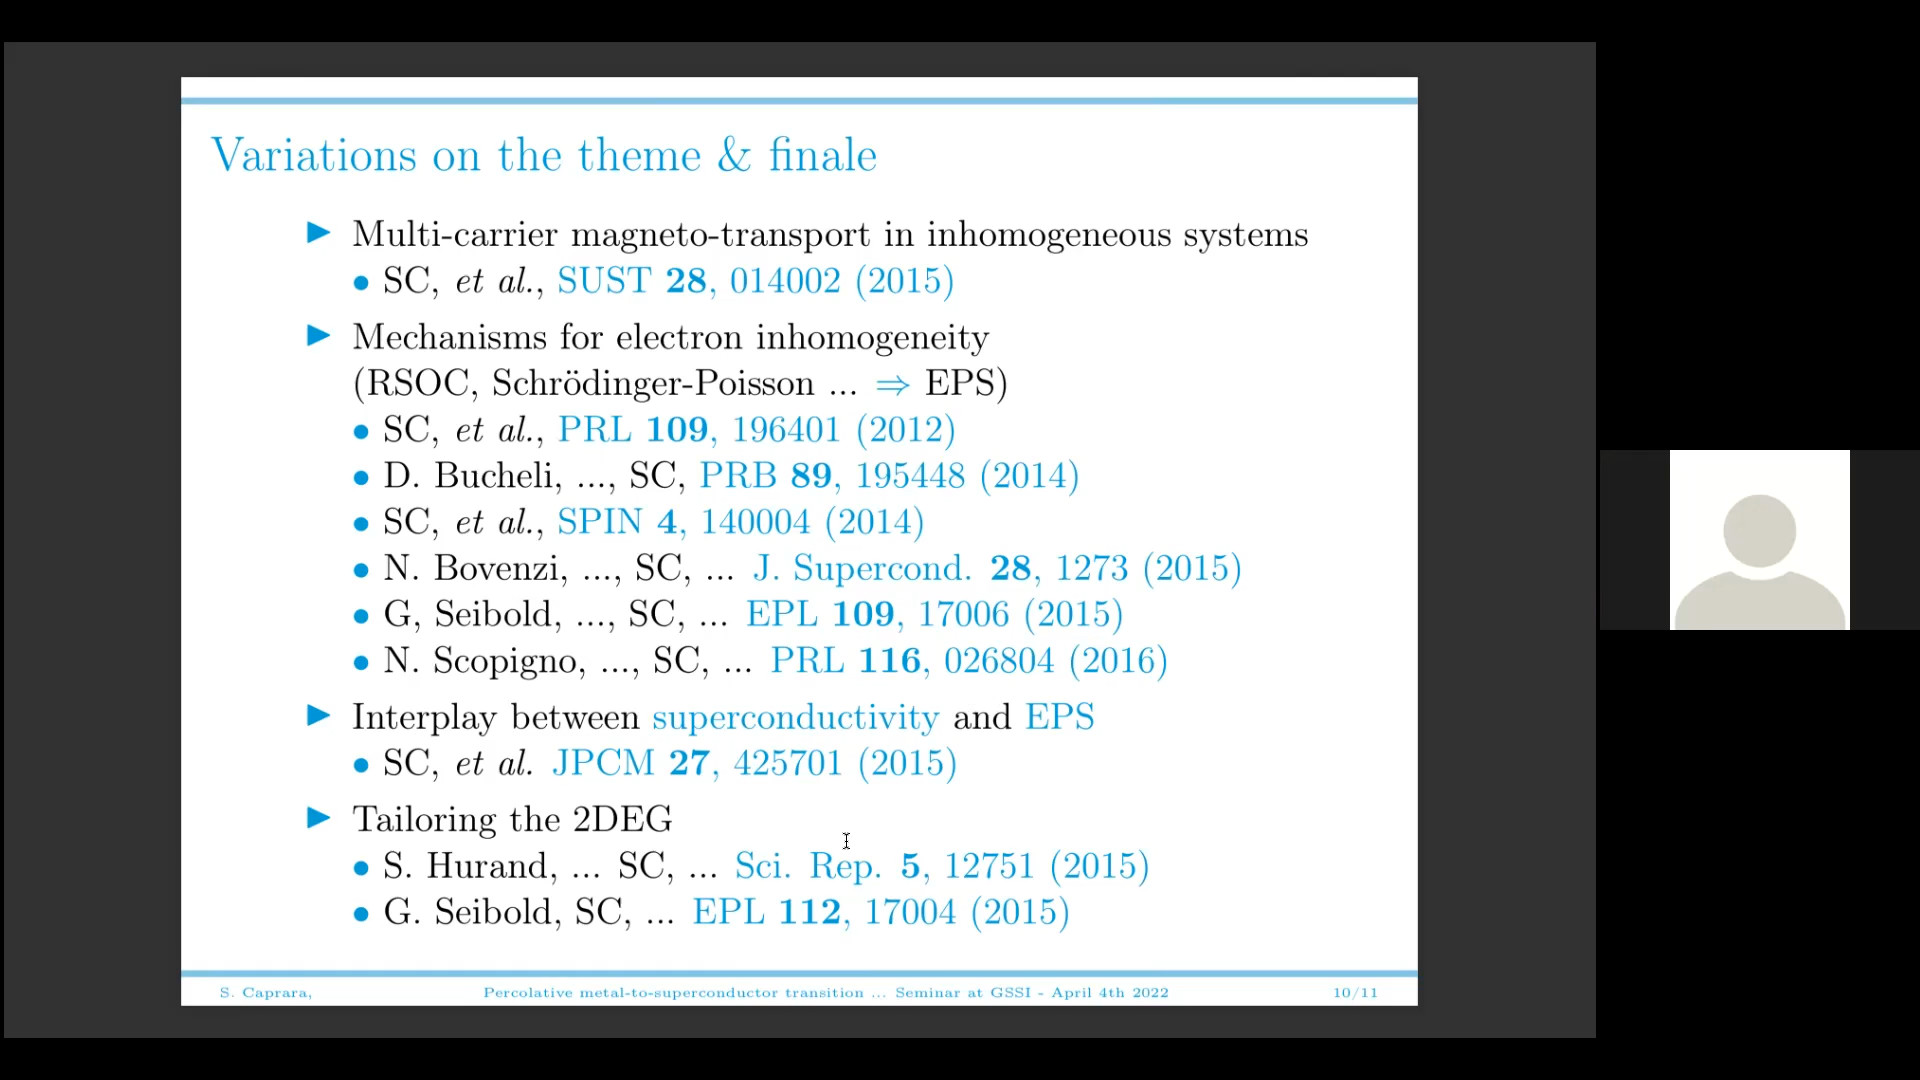 Variations on the theme & finale
▶ Multi-carrier magneto-transport in inhomogeneous systems
• SC, et al., SUST 28, 014002 (2015)
▶ Mechanisms for electron inhomogeneity
(RSOC, Schrödinger-Poisson ... ⇒ EPS)
• SC, et al., PRL 109, 196401 (2012)
• D. Bucheli, ..., SC, PRB 89, 195448 (2014)
• SC, et al., SPIN 4, 140004 (2014)
• N. Bovenzi, ..., SC, ... J. Supercond. 28, 1273 (2015)
• G, Seibold, ..., SC, ... EPL 109, 17006 (2015)
• N. Scopigno, ..., SC, ... PRL 116, 026804 (2016)
▶ Interplay between superconductivity and EPS
• SC, et al. JPCM 27, 425701 (2015)
▶ Tailoring the 2DEG
• S. Hurand, ... SC, ... Sci. Rep. 5, 12751 (2015)
• G. Seibold, SC, ... EPL 112, 17004 (2015)
S. Caprara, Percolative metal-to-superconductor transition ... Seminar at GSSI - April 4th 2022 10/11